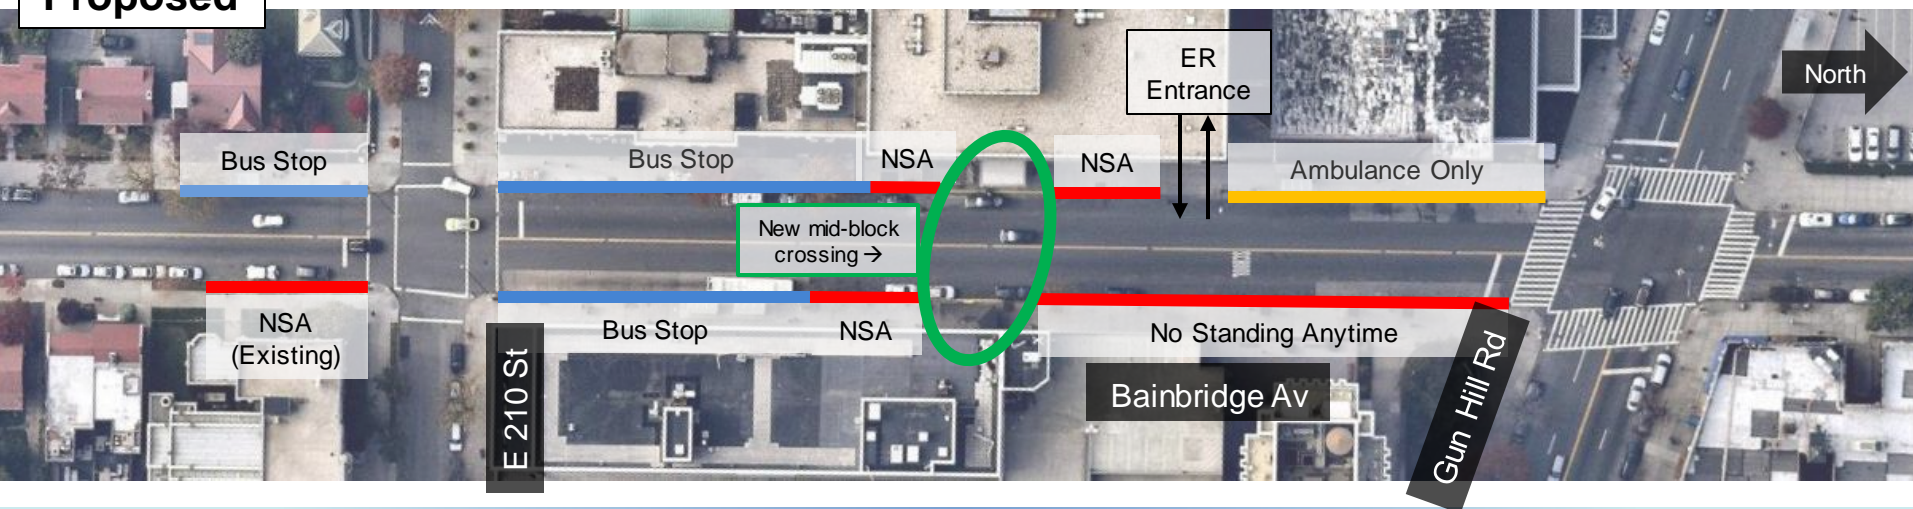 Proposed
ER
Entrance
North
Bus Stop
Bus Stop
NSA
NSA
Ambulance Only
New mid-block
crossing →
NSA
(Existing)
Bus Stop
NSA
No Standing Anytime
E 210 St
Bainbridge Av
Gun Hill Rd